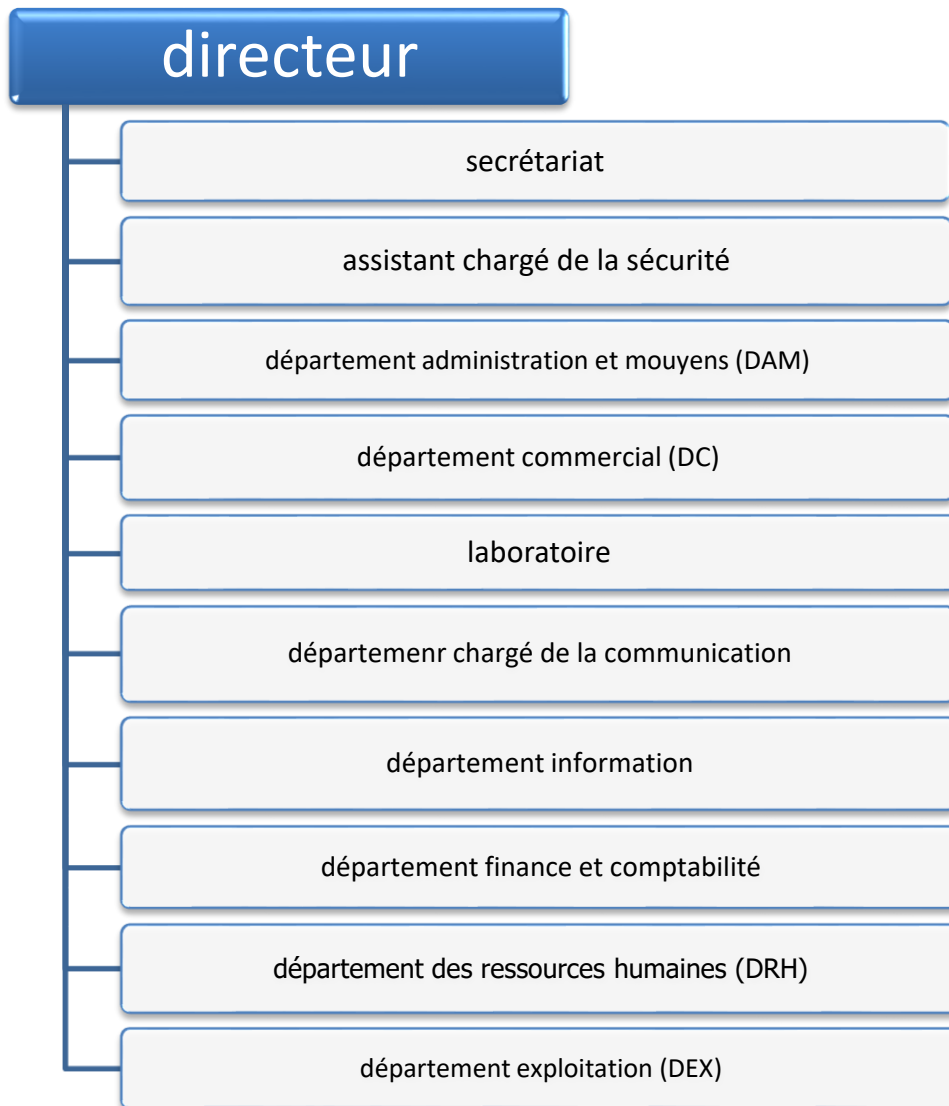 directeur
secrétariat
assistant chargé de la sécurité
département administration et mouyens (DAM)
département commercial (DC)
laboratoire
départemenr chargé de la communication
département information
département finance et comptabilité
département des ressources humaines (DRH)
département exploitation (DEX)